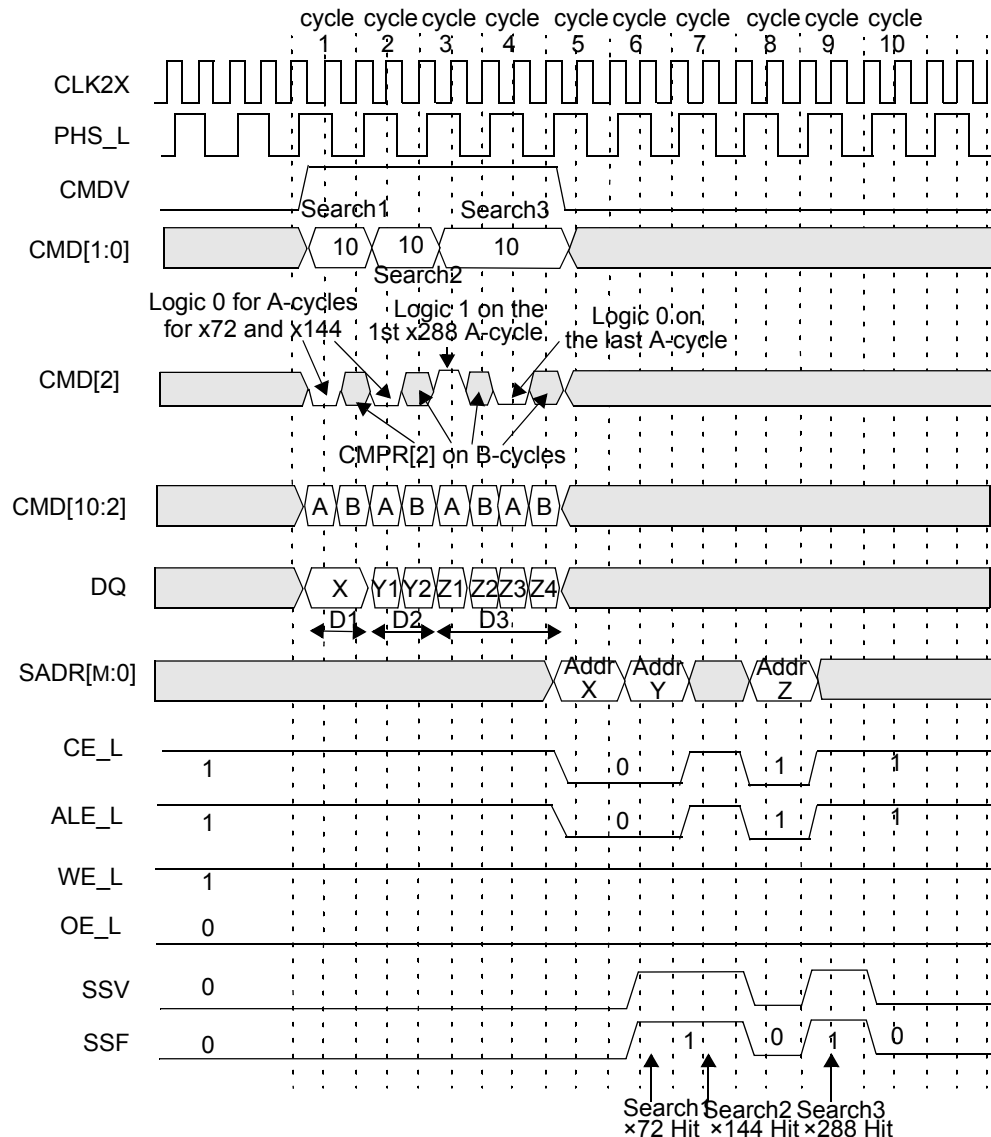 cycle cycle cycle cycle cycle cycle cycle cycle cycle cycle
1 2 3 4 5 6 7 8 9 10
CLK2X
PHS_L
CMDV
Search1 Search3
CMD[1:0] 10 10 10
Search2
Logic 0 for A-cycles
for x72 and x144
Logic 1 on the
1st x288 A-cycle
Logic 0 on
the last A-cycle
CMD[2]
CMPR[2] on B-cycles
CMD[10:2] A B A B A B A B
DQ X Y1 Y2 Z1 Z2 Z3 Z4
D1 D2 D3
SADR[M:0] Addr X Addr Y Addr Z
CE_L 1 0 1 1
ALE_L 1 0 1 1
WE_L 1
OE_L 0
SSV 0
SSF 0 1 0 1 0
Search1 Search2 Search3
×72 Hit ×144 Hit ×288 Hit